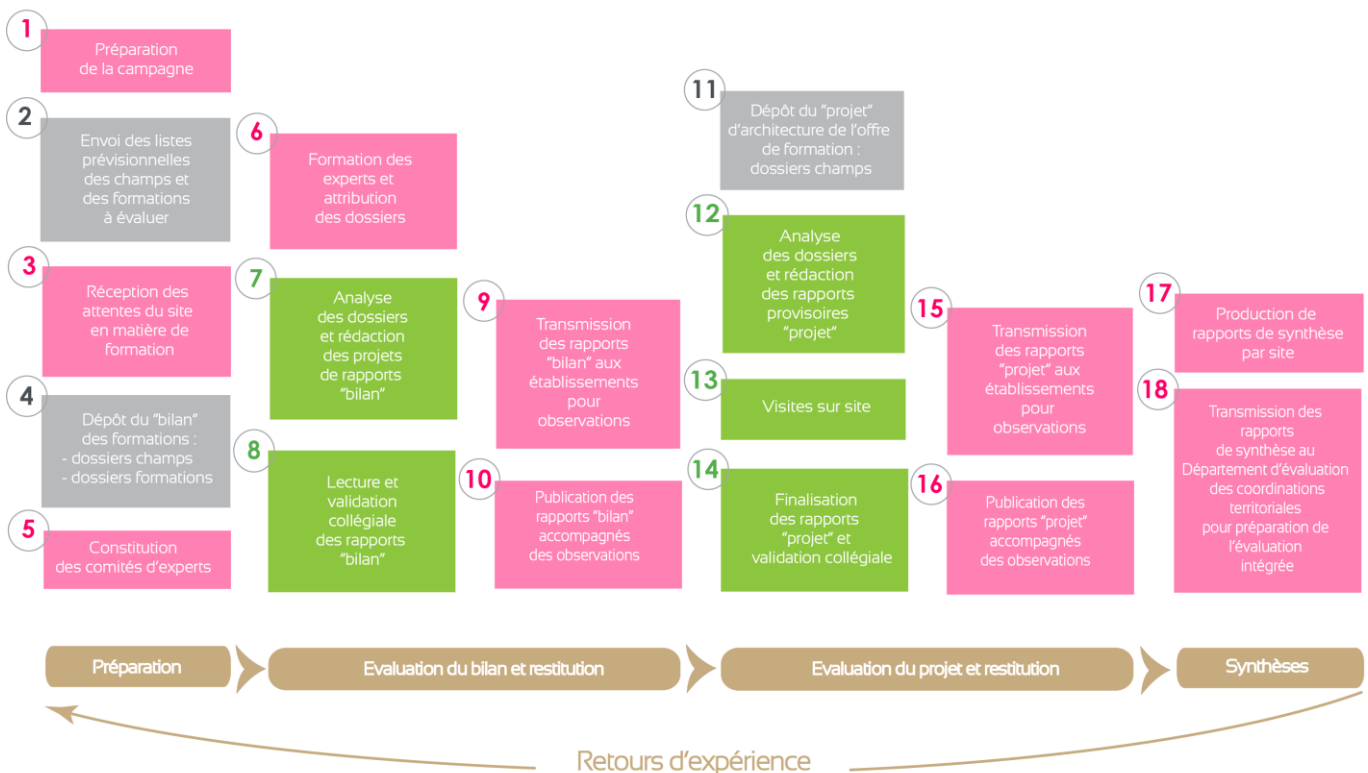 1
Préparation
de la campagne
2
Envoi des listes
prévisionnelles
des champs et
des formations
à évaluer
3
Réception des
attentes du site
en matière de
formation
4
Dépôt du "bilan"
des formations :
- dossiers champs
- dossiers formations
5
Constitution
des comités d'experts
6
Formation des
experts et
attribution
des dossiers
7
Analyse
des dossiers
et rédaction
des projets
de rapports
"bilan"
8
Lecture et
validation
collégiale
des rapports
"bilan"
9
Transmission
des rapports
"bilan" aux
établissements
pour
observations
10
Publication des
rapports "bilan"
accompagnés
des observations
11
Dépôt du "projet"
d'architecture de l'offre
de formation :
dossiers champs
12
Analyse
des dossiers
et rédaction
des rapports
provisoires
"projet"
13
Visites sur site
14
Finalisation
des rapports
"projet" et
validation collégiale
15
Transmission
des rapports
"projet" aux
établissements
pour
observations
16
Publication des
rapports "projet"
accompagnés
des observations
17
Production de
rapports de synthèse
par site
18
Transmission des
rapports
de synthèse au
Département d'évaluation
des coordinations
territoriales
pour préparation de
l'évaluation
intégrée
Préparation
Evaluation du bilan et restitution
Evaluation du projet et restitution
Synthèses
Retours d'expérience